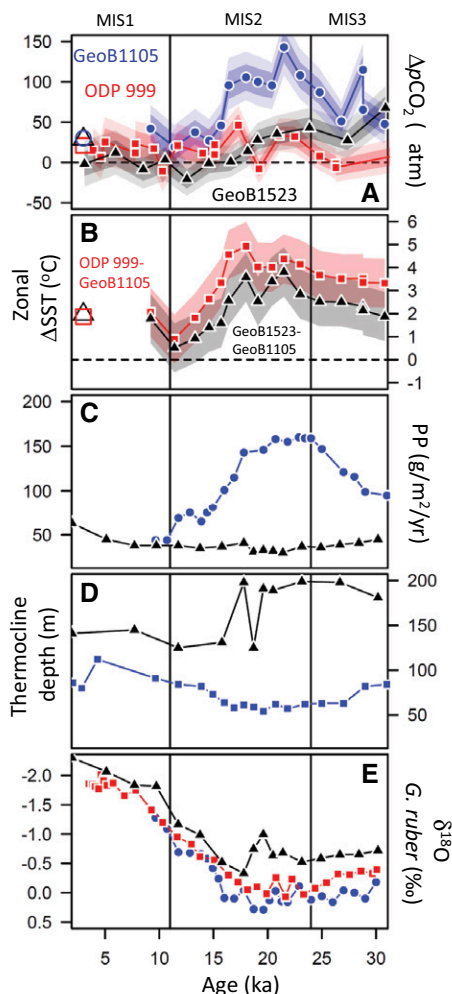 MIS1 MIS2 MIS3
GeoB1105
ODP 999
GeoB1523
A
150
100
50
0
-50
ΔpCO2 ( atm)
B
ODP 999-
GeoB1105
GeoB1523-
GeoB1105
Zonal
ΔSST (ºC)
6
5
4
3
2
1
0
-1
C
200
150
100
50
PP (g/m2/yr)
D
Thermocline
depth (m)
200
150
100
50
E
-2.0
-1.5
-1.0
-0.5
0.0
0.5
δ18O
G. ruber (‰)
5 10 15 20 25 30
Age (ka)